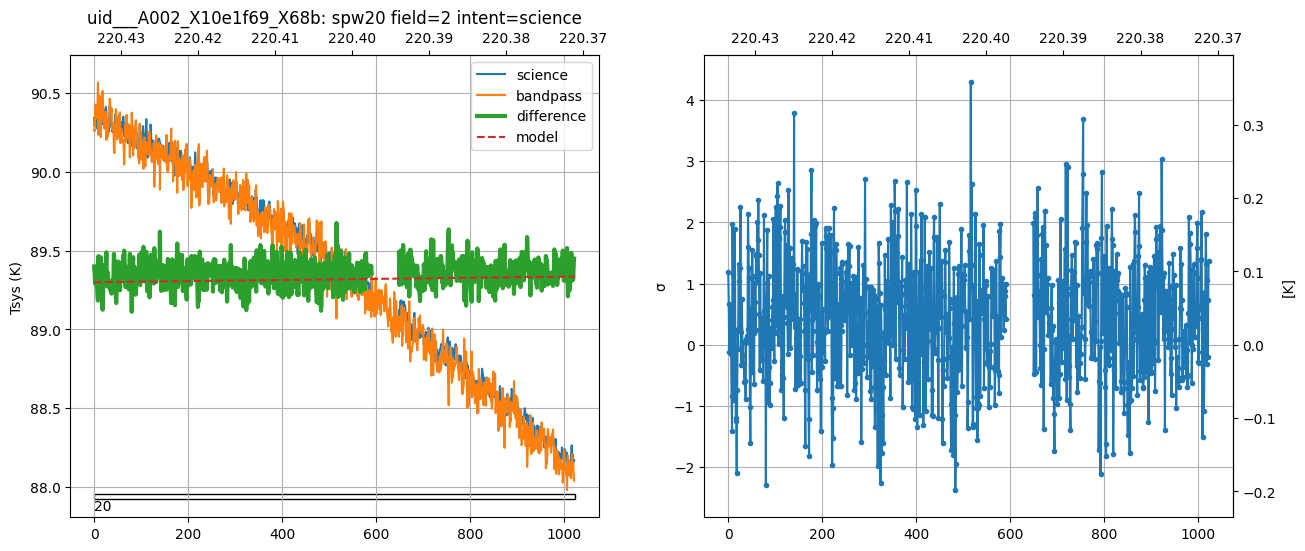 uid___A002_X10e1f69_X68b: spw20 field=2 intent=science
220.43 220.42 220.41 220.40 220.39 220.38 220.37
90.5
90.0
89.5
89.0
88.5
88.0
Tsys (K)
science
bandpass
difference
model
20
0 200 400 600 800 1000
220.43 220.42 220.41 220.40 220.39 220.38 220.37
4
3
2
1
0
−1
−2
σ
0.3
0.2
0.1
0.0
−0.1
−0.2
[K]
0 200 400 600 800 1000